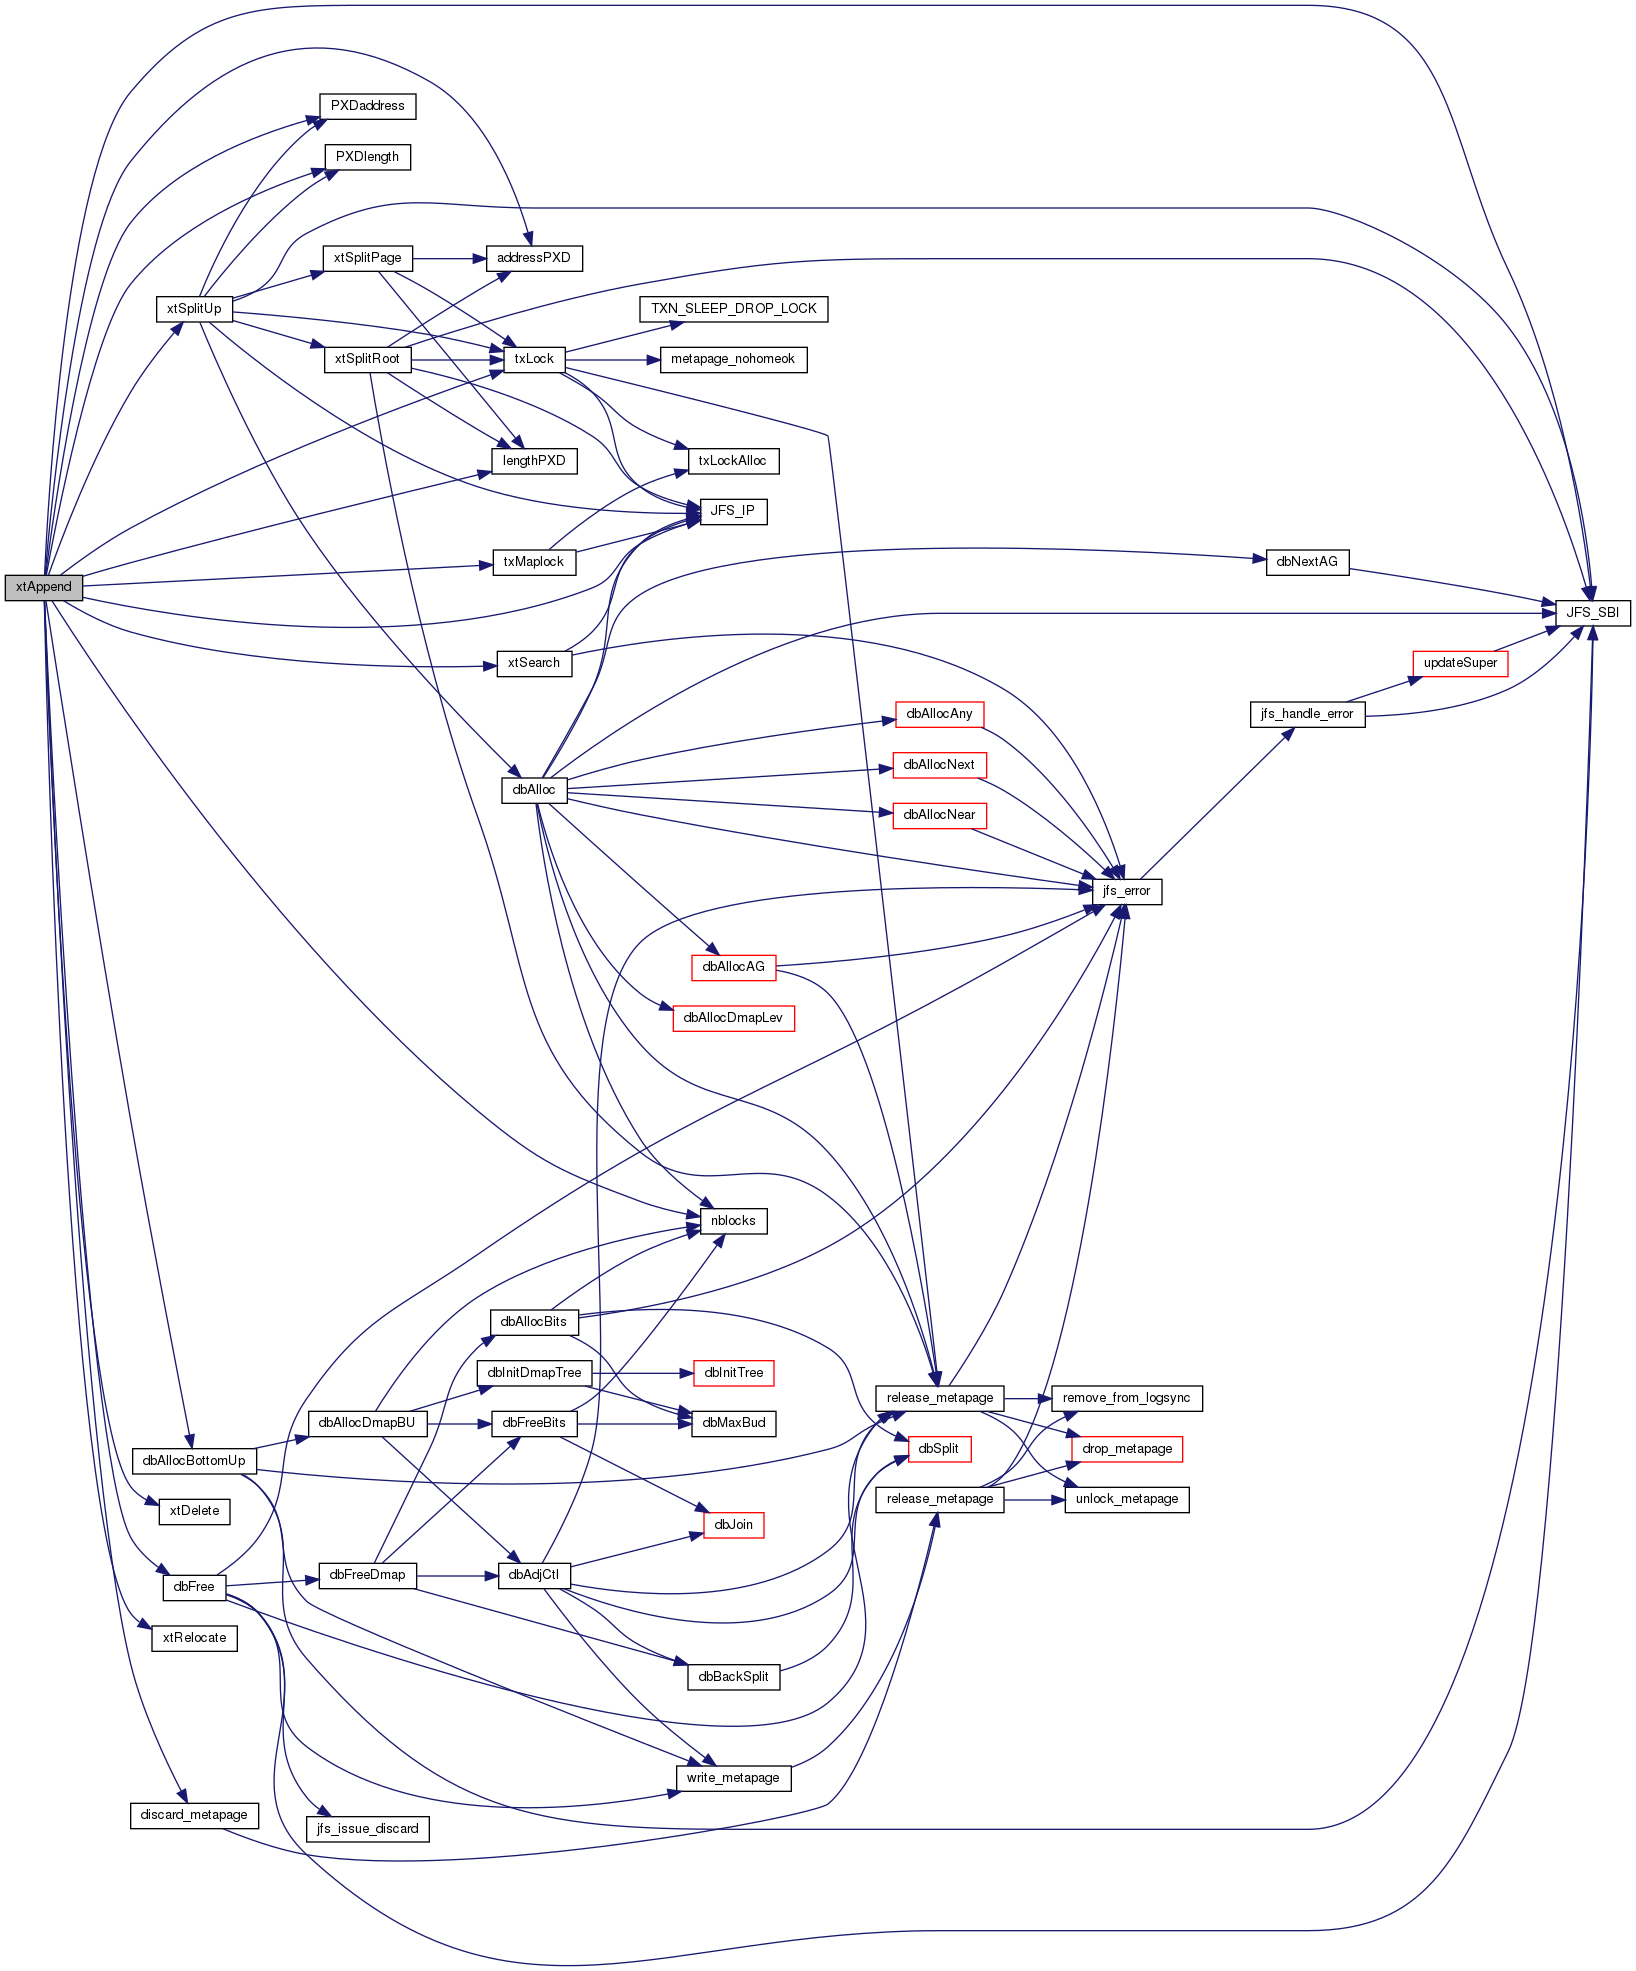 PXDaddress
PXDlength
xtSplitPage
addressPXD
xtSplitUp
TXN_SLEEP_DROP_LOCK
xtSplitRoot
txLock
metapage_nohomeok
lengthPXD
txLockAlloc
JFS_IP
txMaplock
dbNextAG
xtAppend
JFS_SBI
xtSearch
updateSuper
dbAllocAny
jfs_handle_error
dbAllocNext
dbAlloc
dbAllocNear
jfs_error
dbAllocAG
dbAllocDmapLev
nblocks
dbAllocBits
dbInitDmapTree
dbInitTree
release_metapage
remove_from_logsync
dbAllocDmapBU
dbFreeBits
dbMaxBud
dbSplit
drop_metapage
dbAllocBottomUp
release_metapage
unlock_metapage
xtDelete
dbJoin
dbFree
dbFreeDmap
dbAdjCtl
xtRelocate
dbBackSplit
write_metapage
discard_metapage
jfs_issue_discard